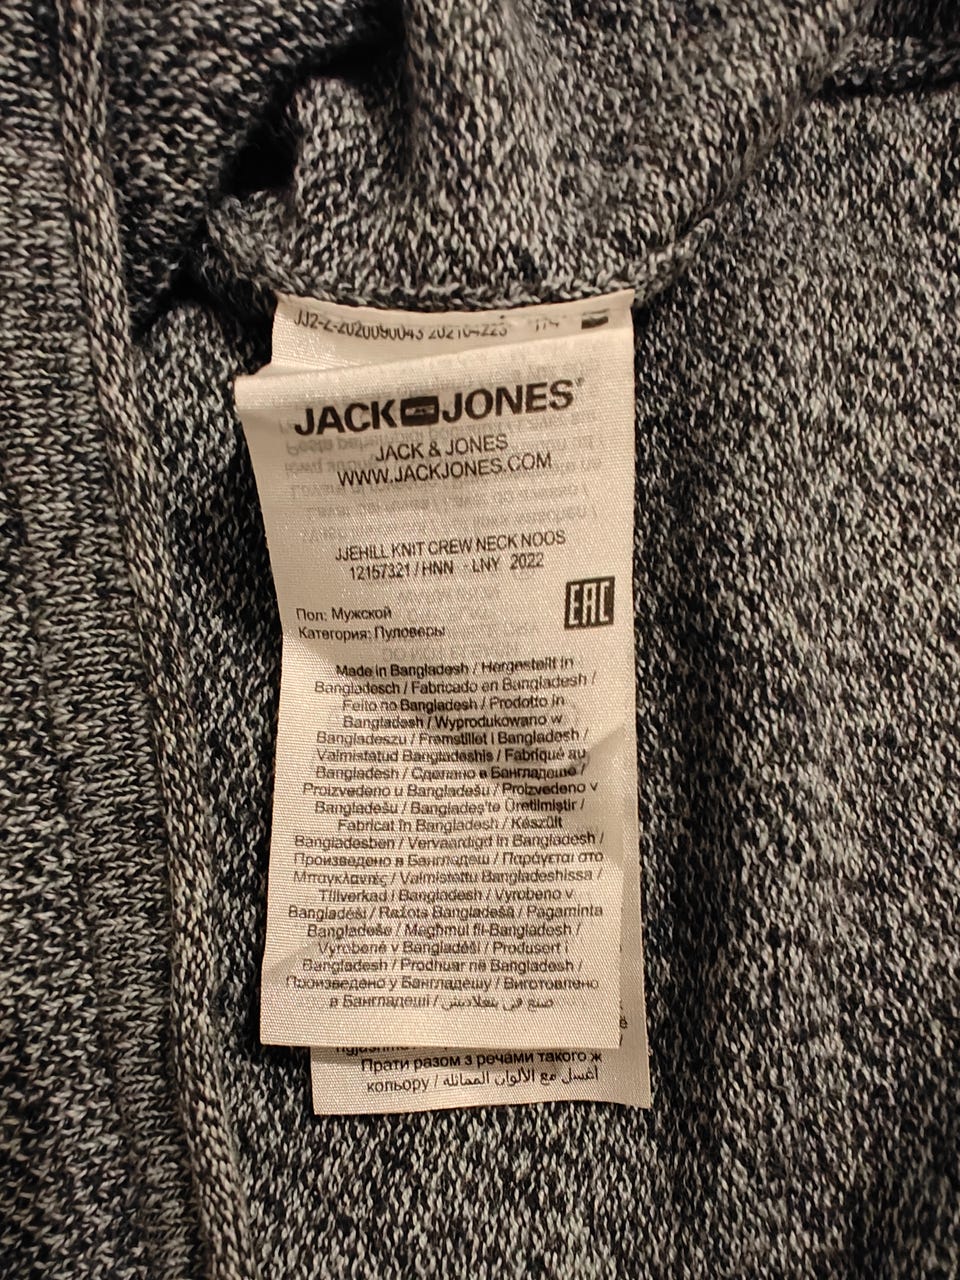 JJ2-Z-2020090043 202104223 174
JACK JONES®
JACK & JONES
WWW.JACKJONES.COM
JJEHILL KNIT CREW NECK NOOS
12157321 / HNN - LNY 2022
EAC
Пол: Мужской
Категория: Пуловеры
Made in Bangladesh / Hergestellt in
Bangladesch / Fabricado en Bangladesh /
Feito no Bangladesh / Prodotto in
Bangladesh / Wyprodukowano w
Bangladeszu / Fremstillet i Bangladesh /
Valmistatud Bangladeshis / Fabriqué au
Bangladesh / Сделано в Бангладеше /
Proizvedeno u Bangladešu / Proizvedeno v
Bangladešu / Bangladeş'te Üretilmiştir /
Fabricat în Bangladesh / Készült
Bangladesben / Vervaardigd in Bangladesh /
Произведено в Бангладеш / Παράγεται στο
Μπαγκλαντές / Valmistettu Bangladeshissa /
Tillverkad i Bangladesh / Vyrobeno v
Bangladéši / Ražots Bangladešā / Pagaminta
Bangladeše / Magħmul fil-Bangladesh /
Vyrobené v Bangladéši / Produsert i
Bangladesh / Prodhuar në Bangladesh /
Произведено у Бангладешу / Виготовлено
в Бангладеші / صنع في بنغلاديش
ë
Прати разом з речами такого ж
кольору / اغسل مع الألوان المماثلة